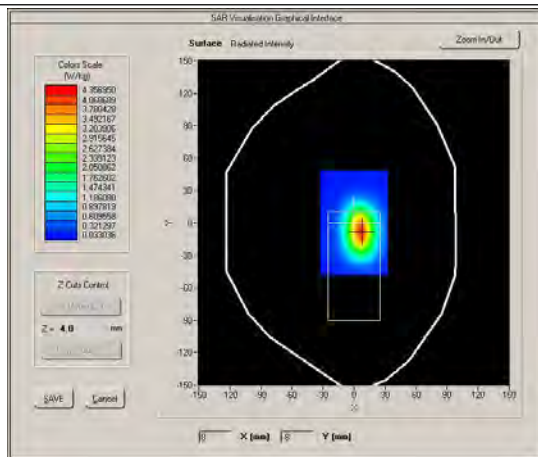 SAR Visualisation Graphical Interface
Surface Radiated Intensity
Zoom In/Out
Colors Scale
(W/kg)
4.356950
4.068689
3.780428
3.492167
3.203906
2.915645
2.627384
2.339123
2.050862
1.762602
1.474341
1.186080
0.897819
0.609558
0.321297
0.033036
150
120
90
60
30
0
-30
-60
-90
-120
-150
Y
-150 -120 -90 -60 -30 0 30 60 90 120 150
X
Z Cuts Control
Z = 4.0 mm
SAVE
Cancel
8 X (mm) -8 Y (mm)